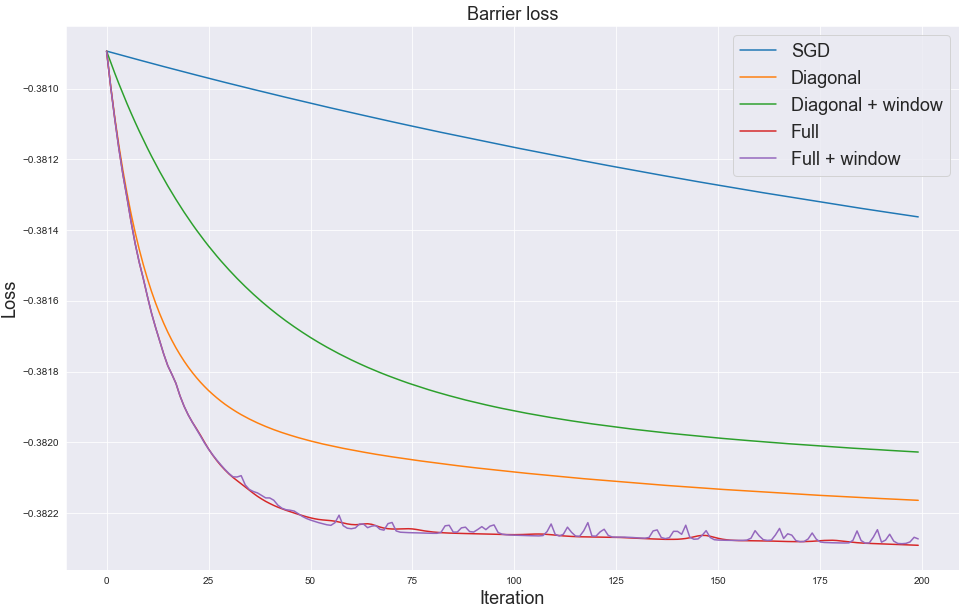 Barrier loss
SGD
Diagonal
Diagonal + window
Full
Full + window
−0.3810
−0.3812
−0.3814
−0.3816
−0.3818
−0.3820
−0.3822
Loss
0 25 50 75 100 125 150 175 200
Iteration